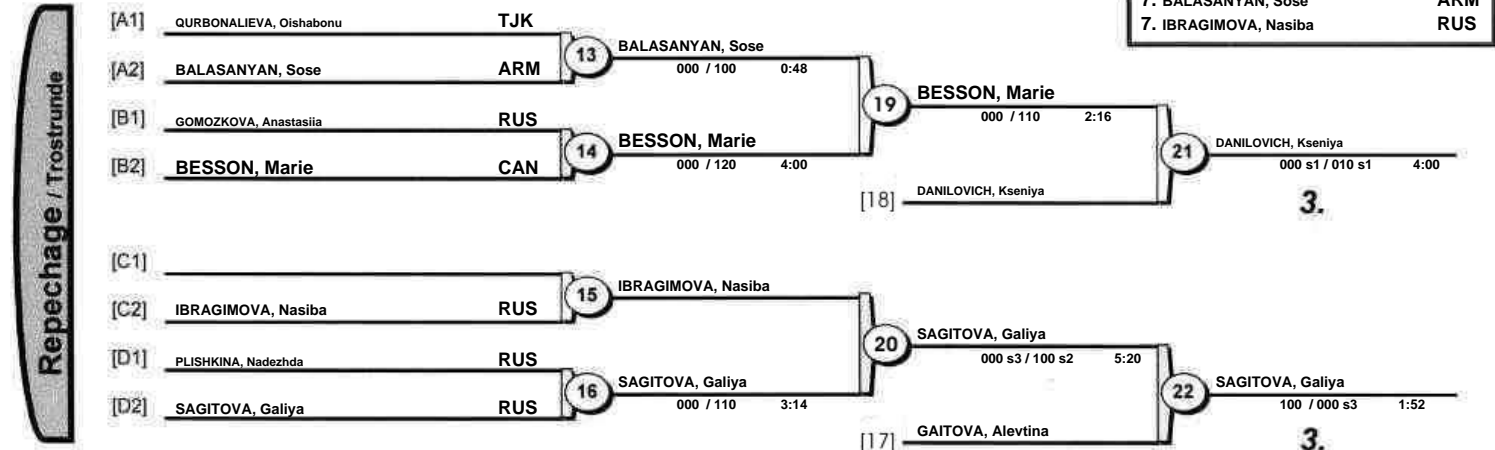 7. BALASANYAN, Sose ARM
7. IBRAGIMOVA, Nasiba RUS
Repechage / Trostrunde
[A1] QURBONALIEVA, Oishabonu TJK
[A2] BALASANYAN, Sose ARM
13 BALASANYAN, Sose
000 / 100 0:48
[B1] GOMOZKOVA, Anastasiia RUS
[B2] BESSON, Marie CAN
14 BESSON, Marie
000 / 120 4:00
19 BESSON, Marie
000 / 110 2:16
[18] DANILOVICH, Kseniya
21 DANILOVICH, Kseniya
000 s1 / 010 s1 4:00
3.
[C1]
[C2] IBRAGIMOVA, Nasiba RUS
15 IBRAGIMOVA, Nasiba
[D1] PLISHKINA, Nadezhda RUS
[D2] SAGITOVA, Galiya RUS
16 SAGITOVA, Galiya
000 / 110 3:14
20 SAGITOVA, Galiya
000 s3 / 100 s2 5:20
[17] GAITOVA, Alevtina
22 SAGITOVA, Galiya
100 / 000 s3 1:52
3.